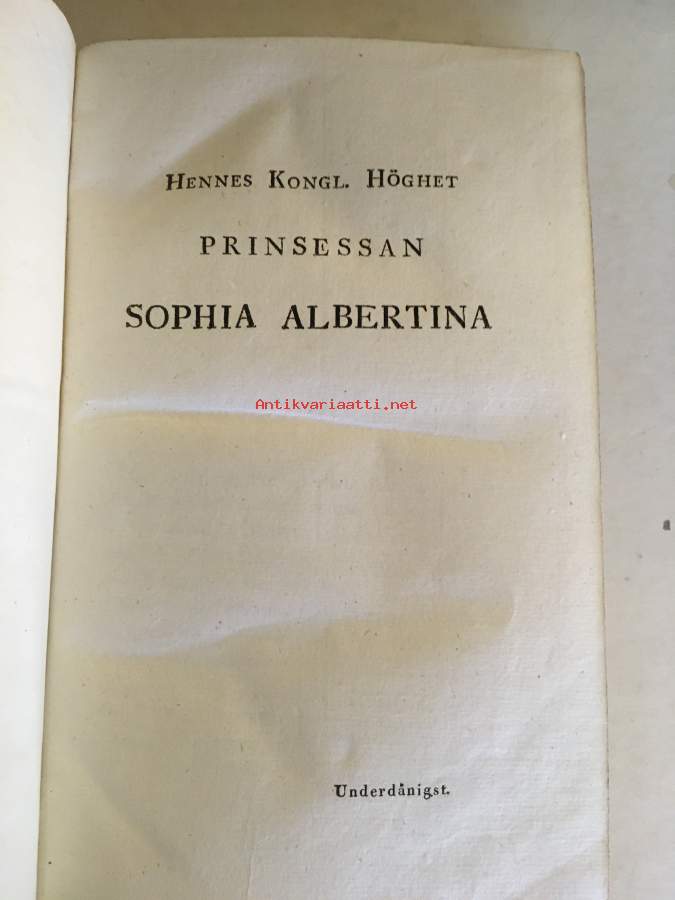 HENNES KONGL. HÖGHET
PRINSESSAN
SOPHIA ALBERTINA
Antikvariaatti.net
Underdånigst.